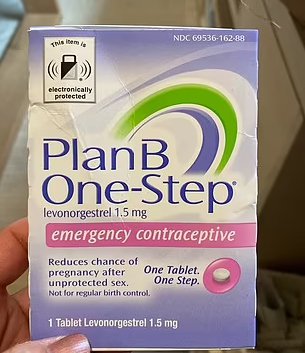 NDC 69536-162-88
This item is
electronically
protected
Plan B
One-Step®
levonorgestrel 1.5 mg
emergency contraceptive
Reduces chance of
pregnancy after
unprotected sex.
Not for regular birth control.
One Tablet.
One Step.
1 Tablet Levonorgestrel 1.5 mg